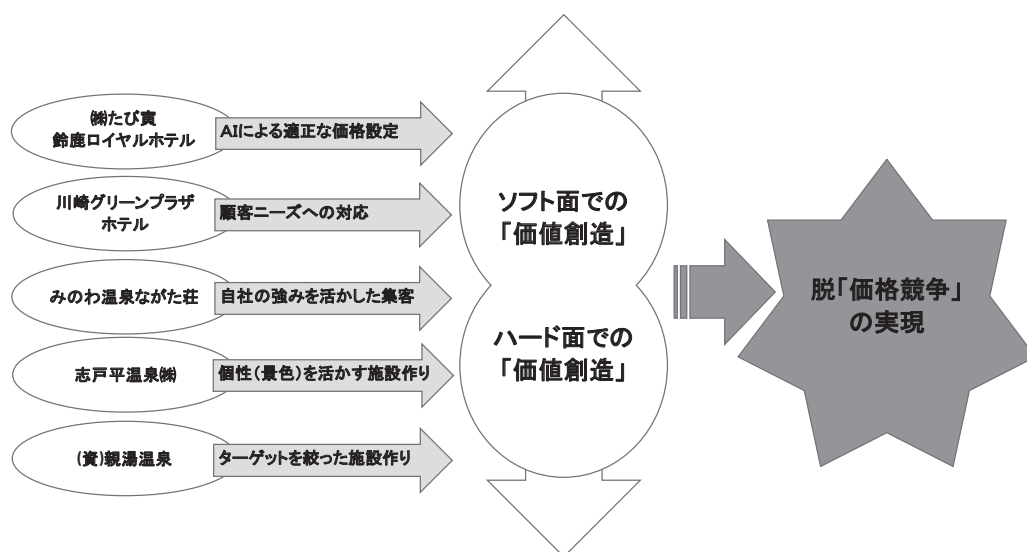 ㈱たび寅
鈴鹿ロイヤルホテル
AIによる適正な価格設定
川崎グリーンプラザ
ホテル
顧客ニーズへの対応
みのわ温泉ながた荘
自社の強みを活かした集客
志戸平温泉㈱
個性(景色)を活かす施設作り
(資)親湯温泉
ターゲットを絞った施設作り
ソフト面での
「価値創造」
ハード面での
「価値創造」
脱「価格競争」
の実現